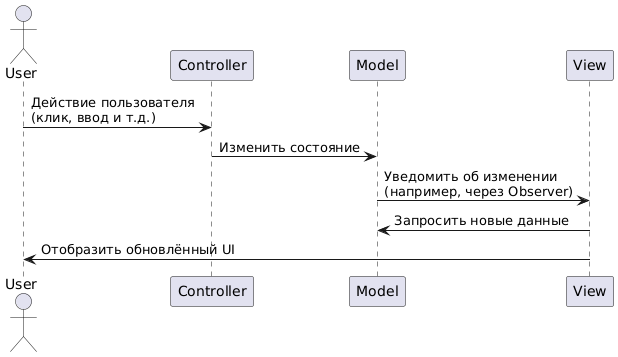 User
Controller
Model
View
Действие пользователя
(клик, ввод и т.д.)
Изменить состояние
Уведомить об изменении
(например, через Observer)
Запросить новые данные
Отобразить обновлённый UI
User
Controller
Model
View